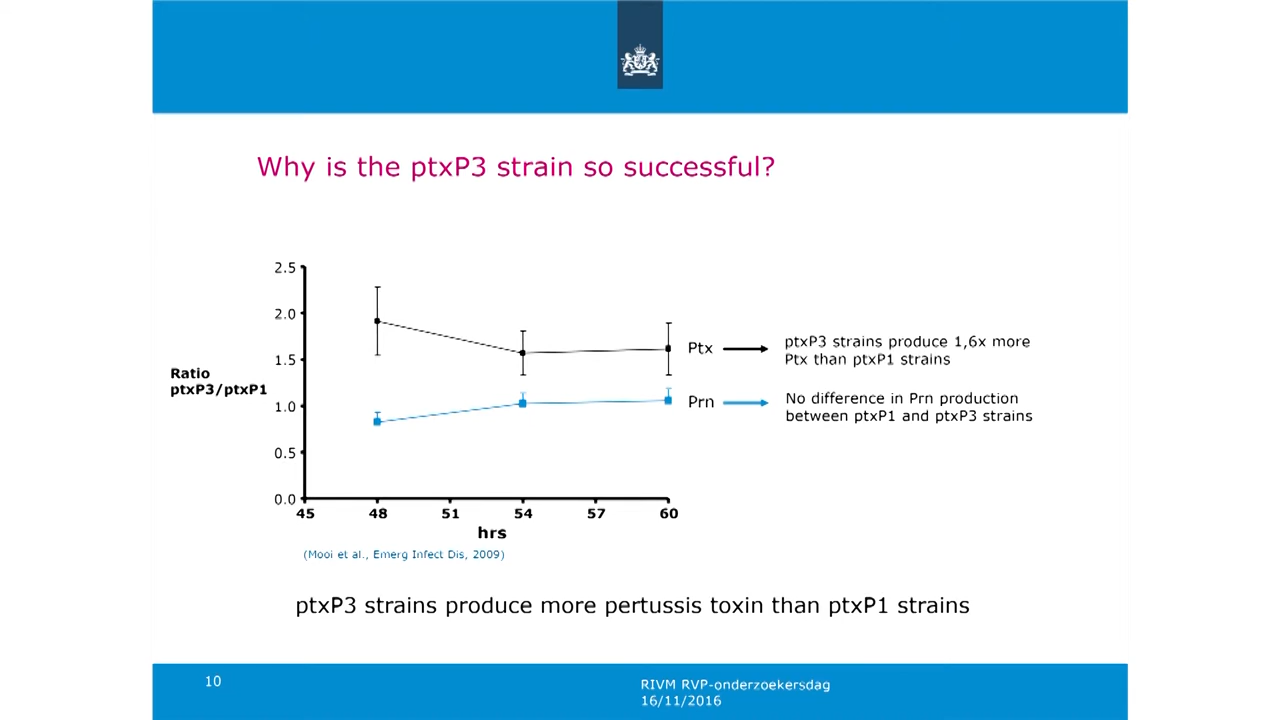 Why is the ptxP3 strain so successful?
2.5
2.0
1.5
1.0
0.5
0.0
Ratio
ptxP3/ptxP1
45 48 51 54 57 60
hrs
Ptx
ptxP3 strains produce 1,6x more
Ptx than ptxP1 strains
Prn
No difference in Prn production
between ptxP1 and ptxP3 strains
(Mooi et al., Emerg Infect Dis, 2009)
ptxP3 strains produce more pertussis toxin than ptxP1 strains
10
RIVM RVP-onderzoekersdag
16/11/2016